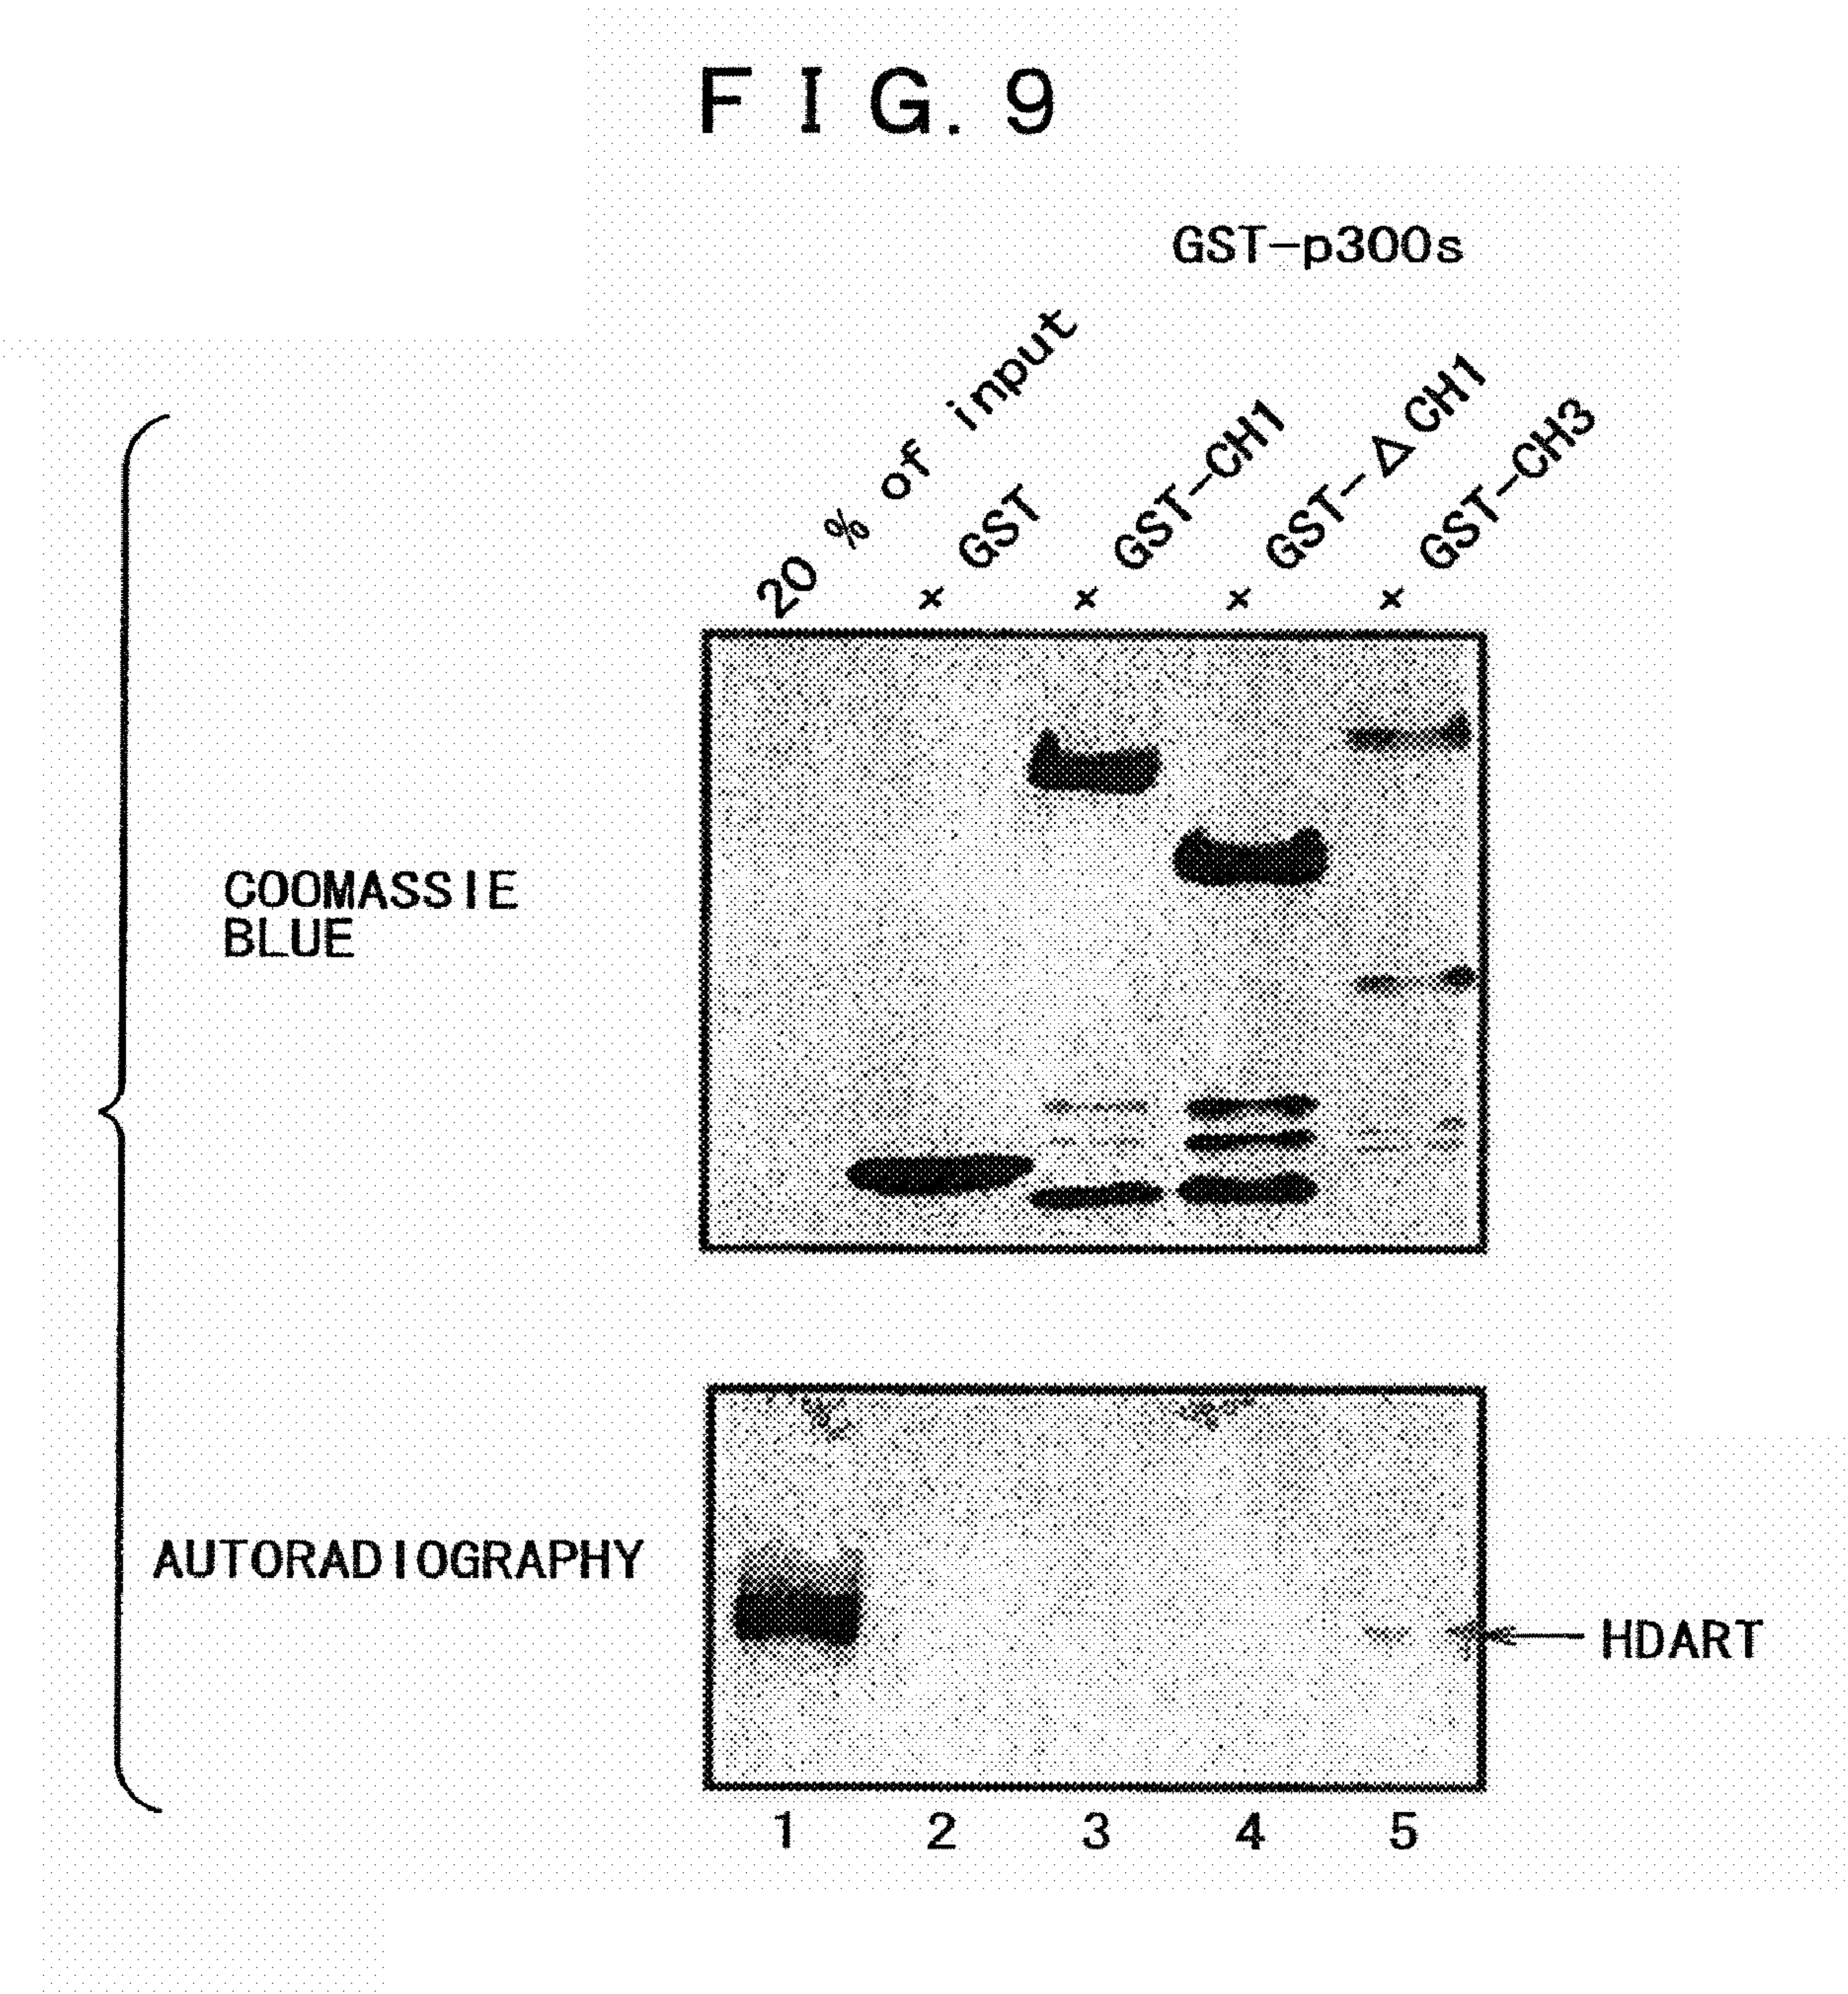 FIG. 9
GST-p300s
20 % of input
+ GST
+ GST-CH1
+ GST-ΔCH1
+ GST-CH3
COOMASSIE
BLUE
AUTORADIOGRAPHY
HDART
1 2 3 4 5